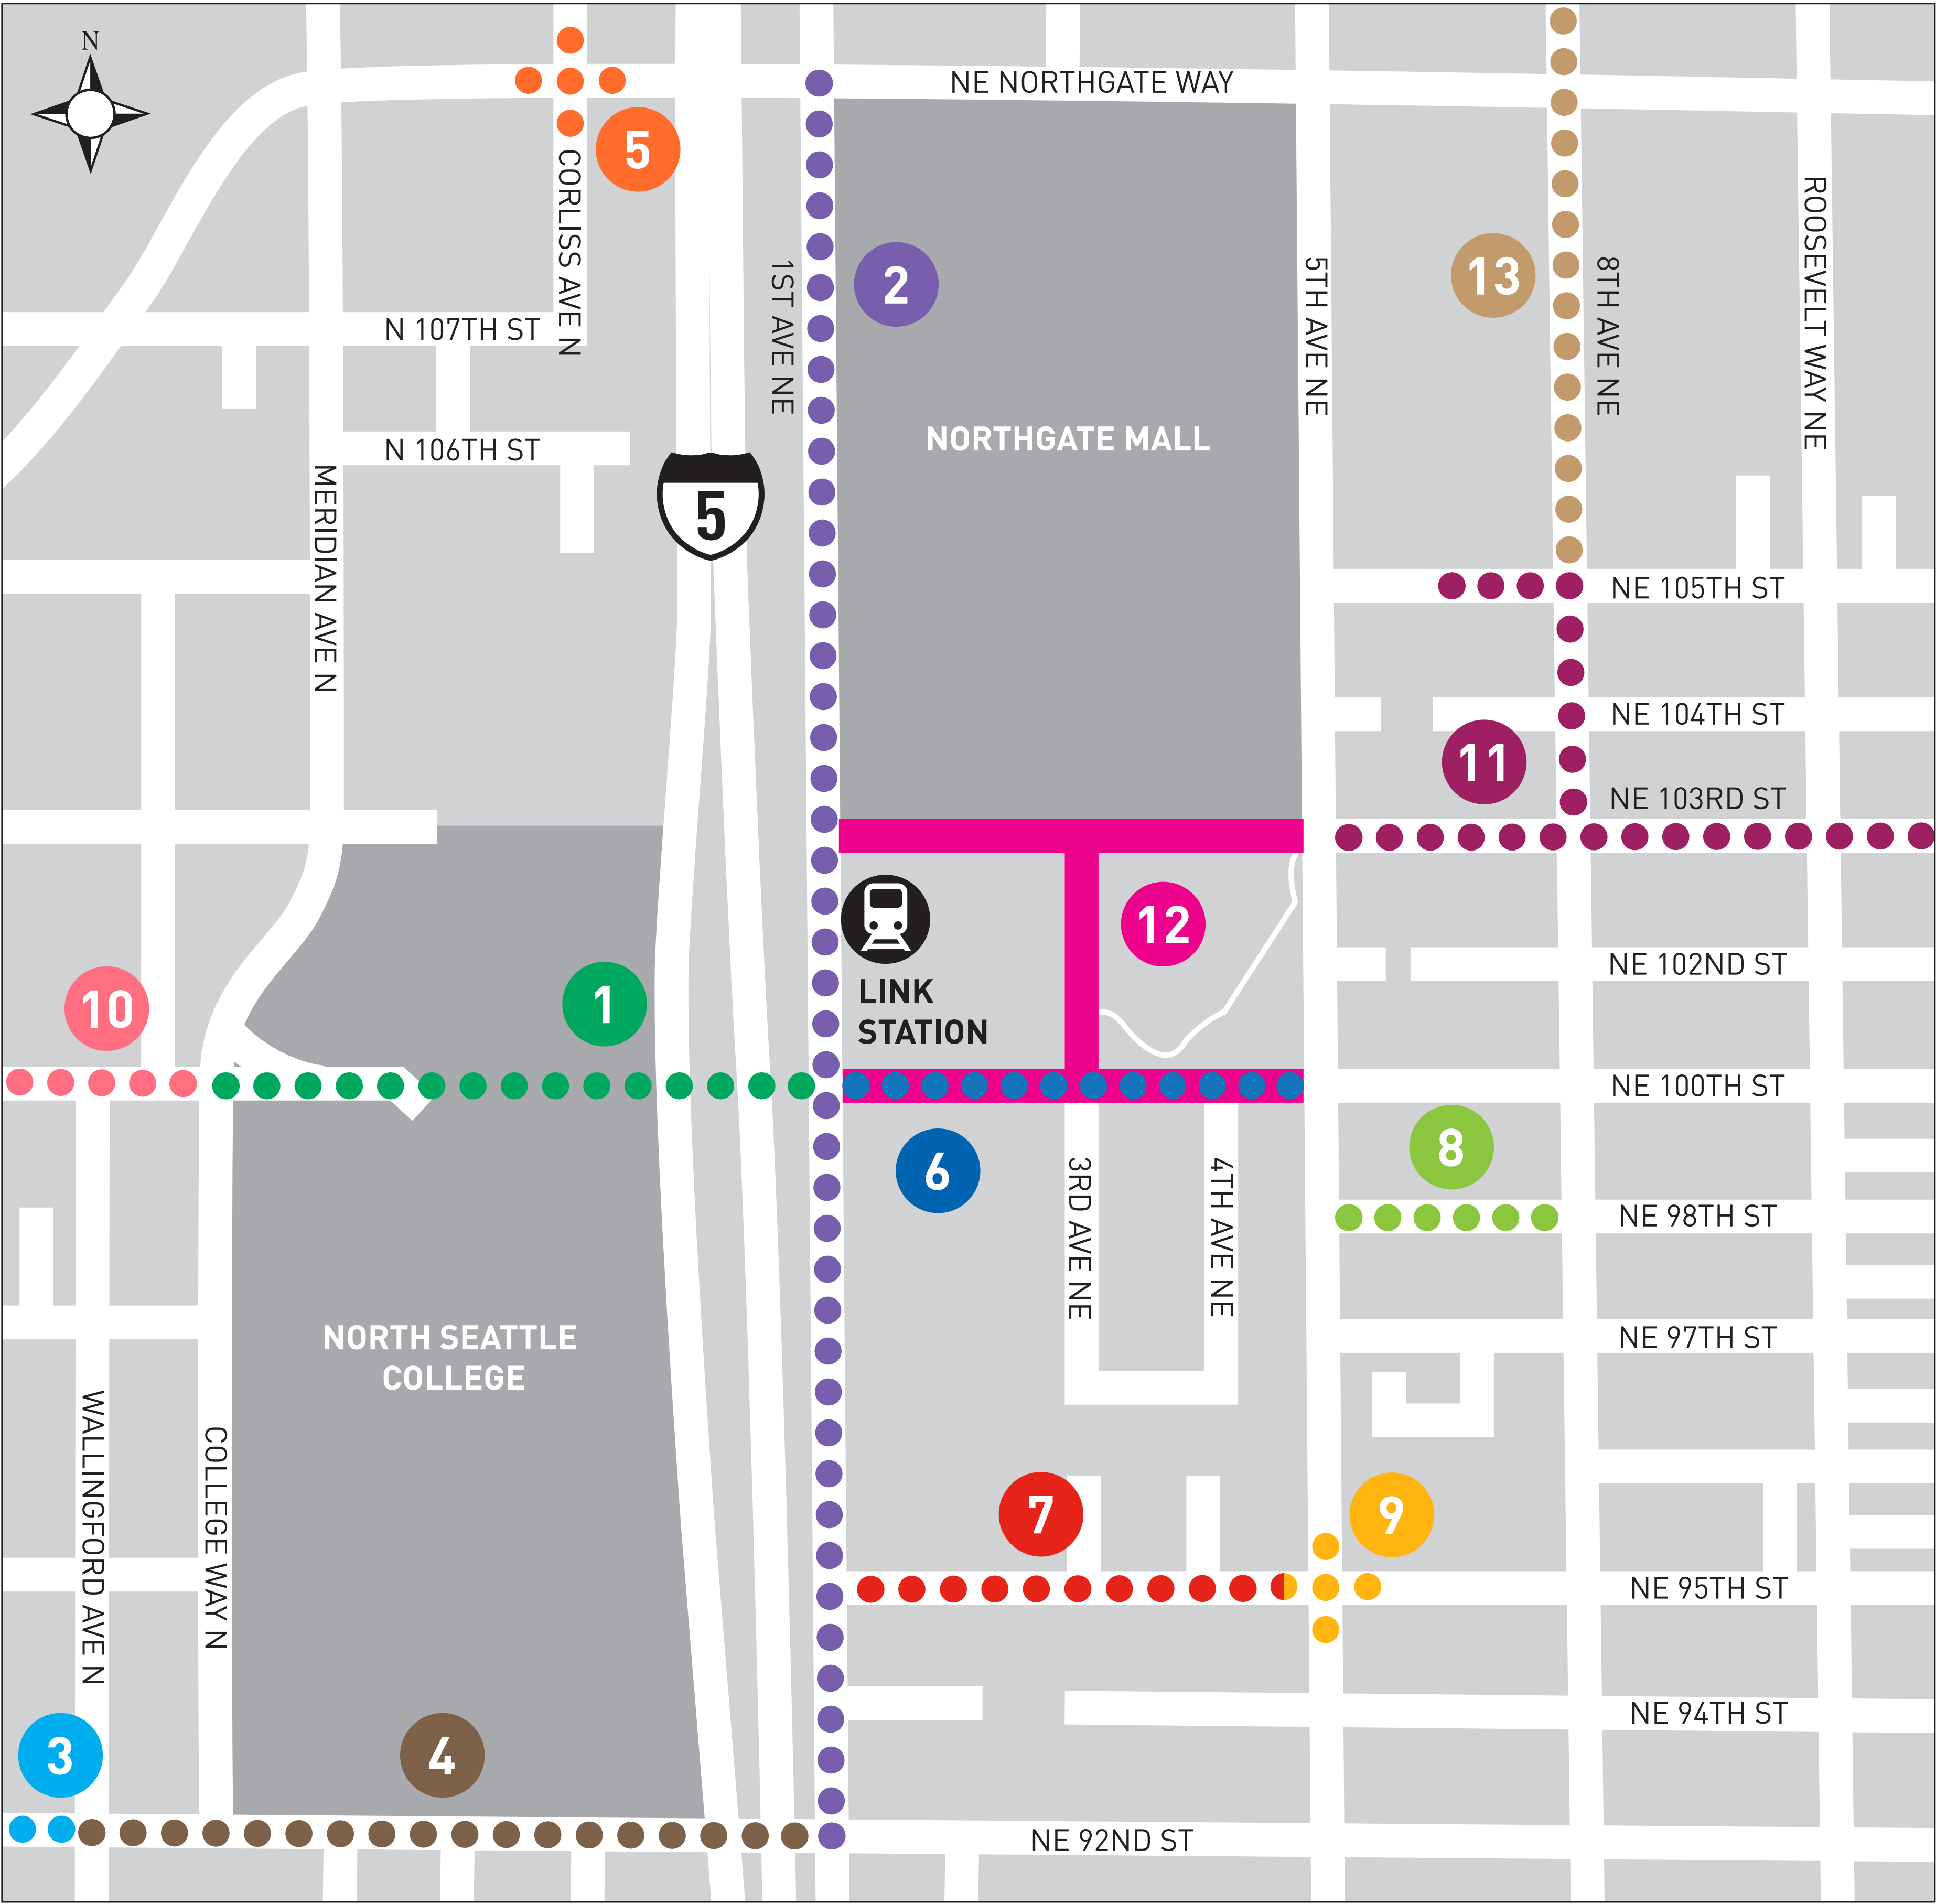 N
NE NORTHGATE WAY
5
CORLISS AVE N
ROOSEVELT WAY NE
13
1ST AVE NE
2
5TH AVE NE
8TH AVE NE
N 107TH ST
NORTHGATE MALL
N 106TH ST
MERIDIAN AVE N
5
NE 105TH ST
NE 104TH ST
11
NE 103RD ST
12
LINK
STATION
NE 102ND ST
10
1
NE 100TH ST
6
8
3RD AVE NE
4TH AVE NE
NE 98TH ST
NORTH SEATTLE
COLLEGE
NE 97TH ST
WALLINGFORD AVE N
COLLEGE WAY N
7
9
NE 95TH ST
NE 94TH ST
3
4
NE 92ND ST